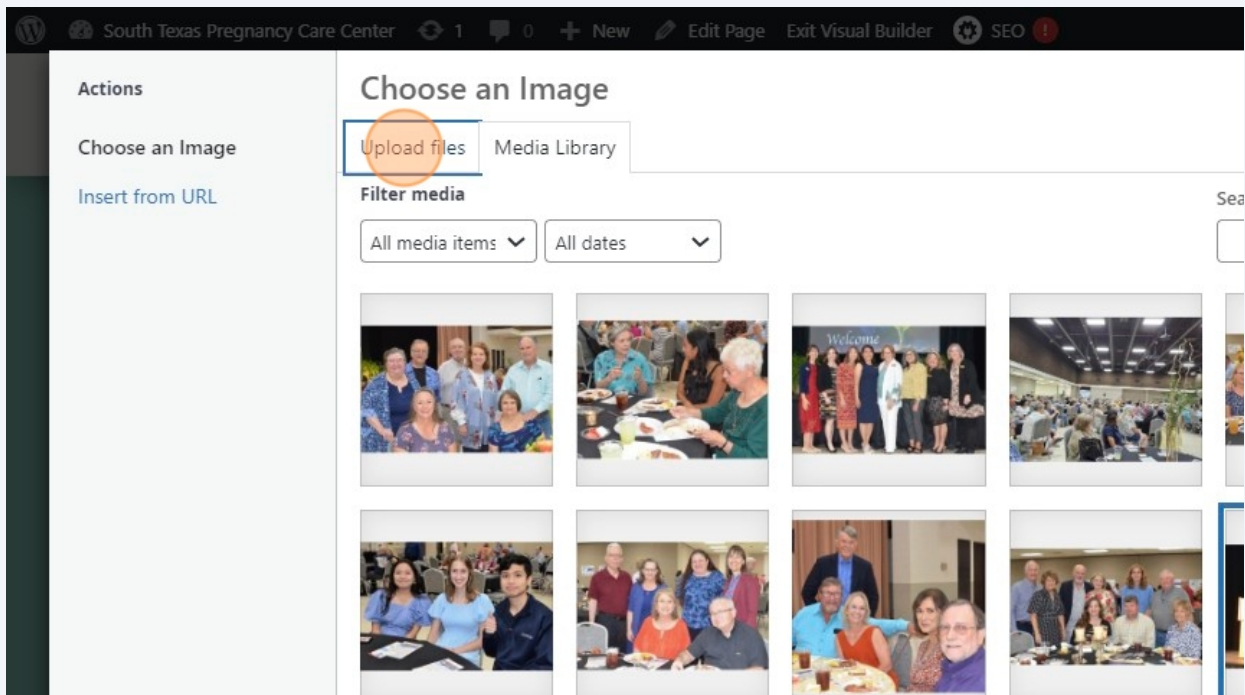 South Texas Pregnancy Care Center 1 0 New Edit Page Exit Visual Builder SEO !
Actions
Choose an Image
Insert from URL
Choose an Image
Upload files Media Library
Filter media
Sea
All media items All dates
Welcome